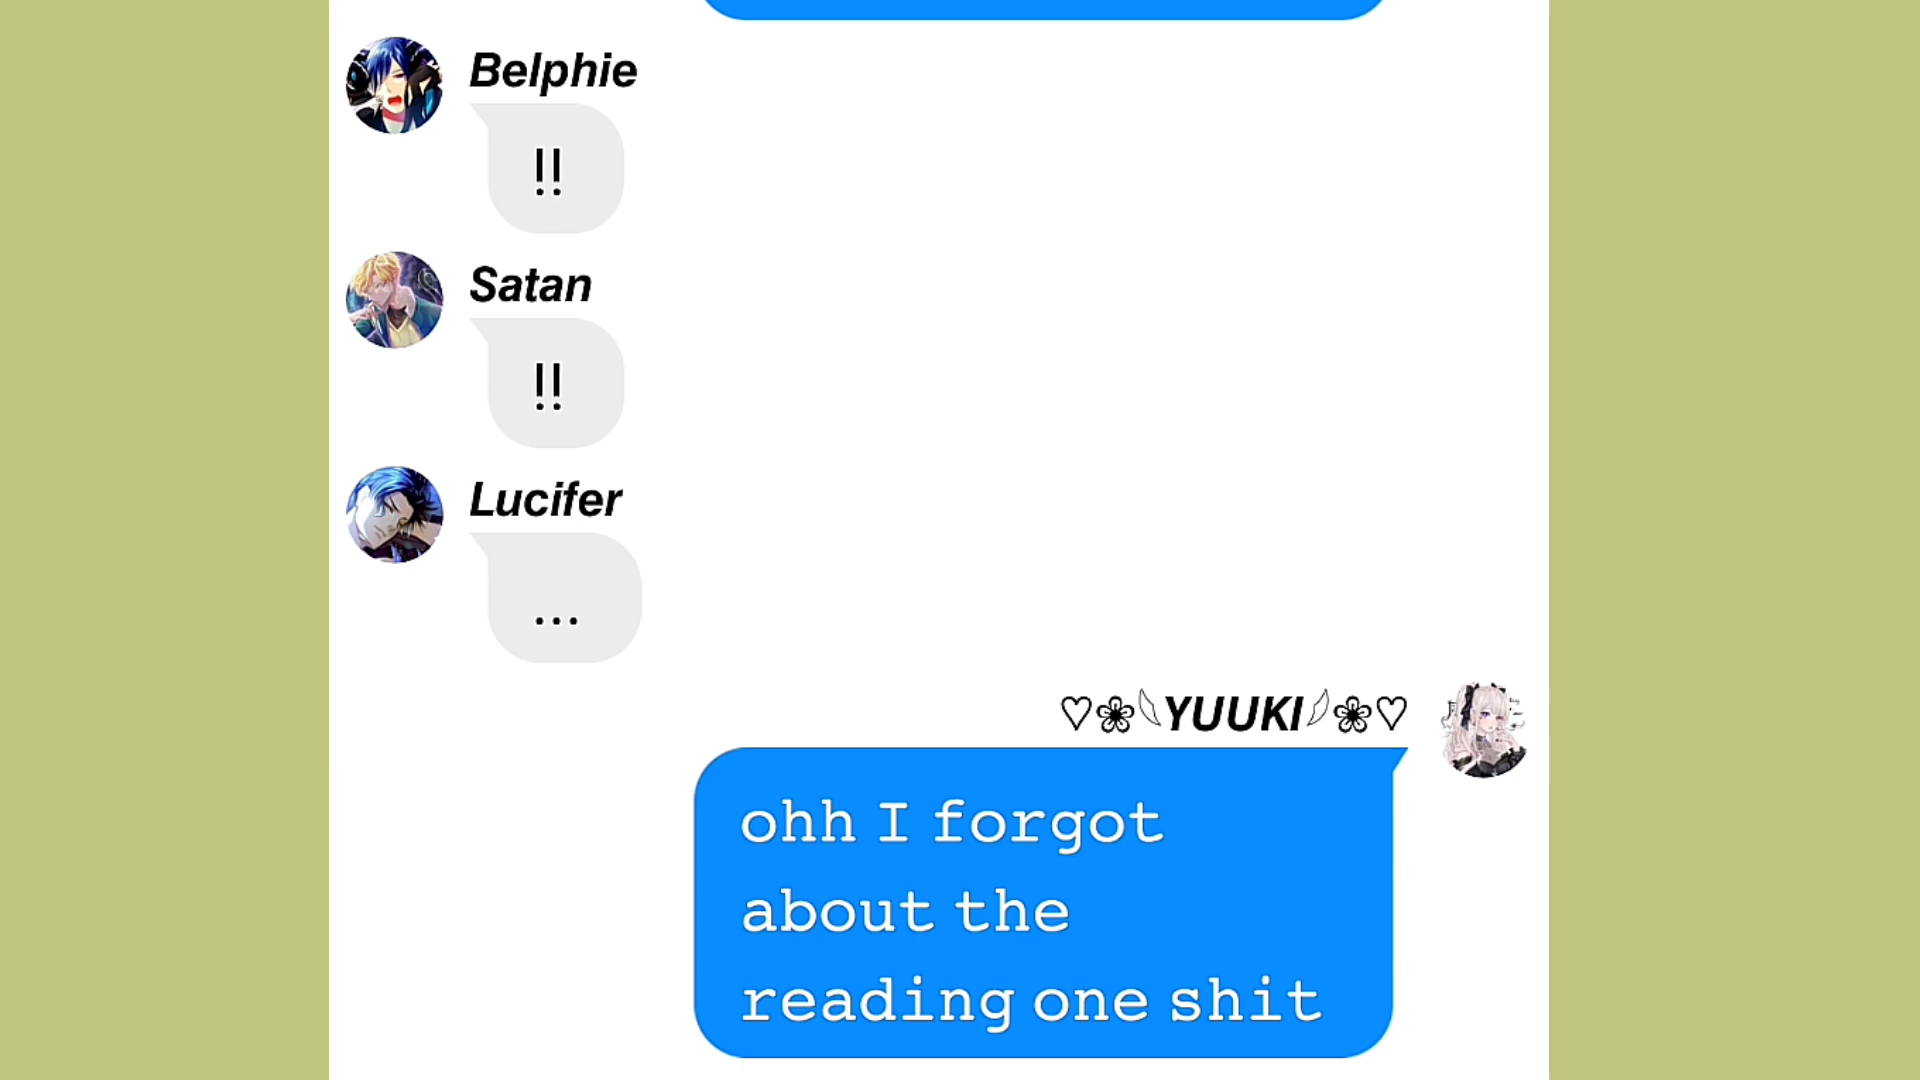 Belphie
!!
Satan
!!
Lucifer
...
♡❀YUUKI❀♡
ohh I forgot
about the
reading one shit